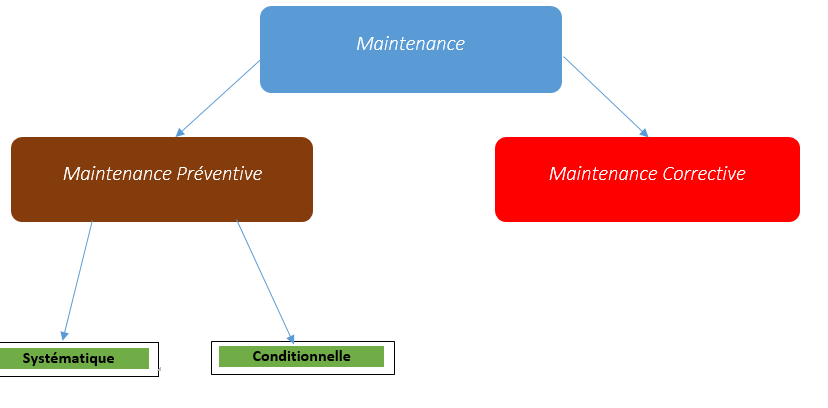 Maintenance
Maintenance Préventive
Maintenance Corrective
Systématique
Conditionnelle